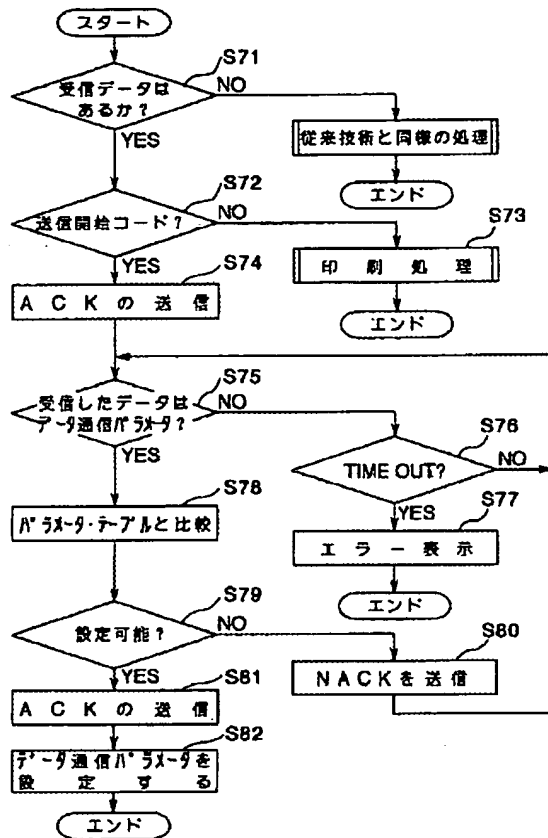 スタート
S71
受信データは
あるか?
NO
YES
従来技術と同様の処理
エンド
S72
送信開始コード?
NO
YES
S73
印刷処理
エンド
S74
ACKの送信
S75
受信したデータは
データ通信パラメータ?
NO
YES
S76
TIME OUT?
NO
YES
S77
エラー表示
エンド
S78
パラメータ・テーブルと比較
S79
設定可能?
NO
YES
S80
NACKを送信
S81
ACKの送信
S82
データ通信パラメータを
設定する
エンド